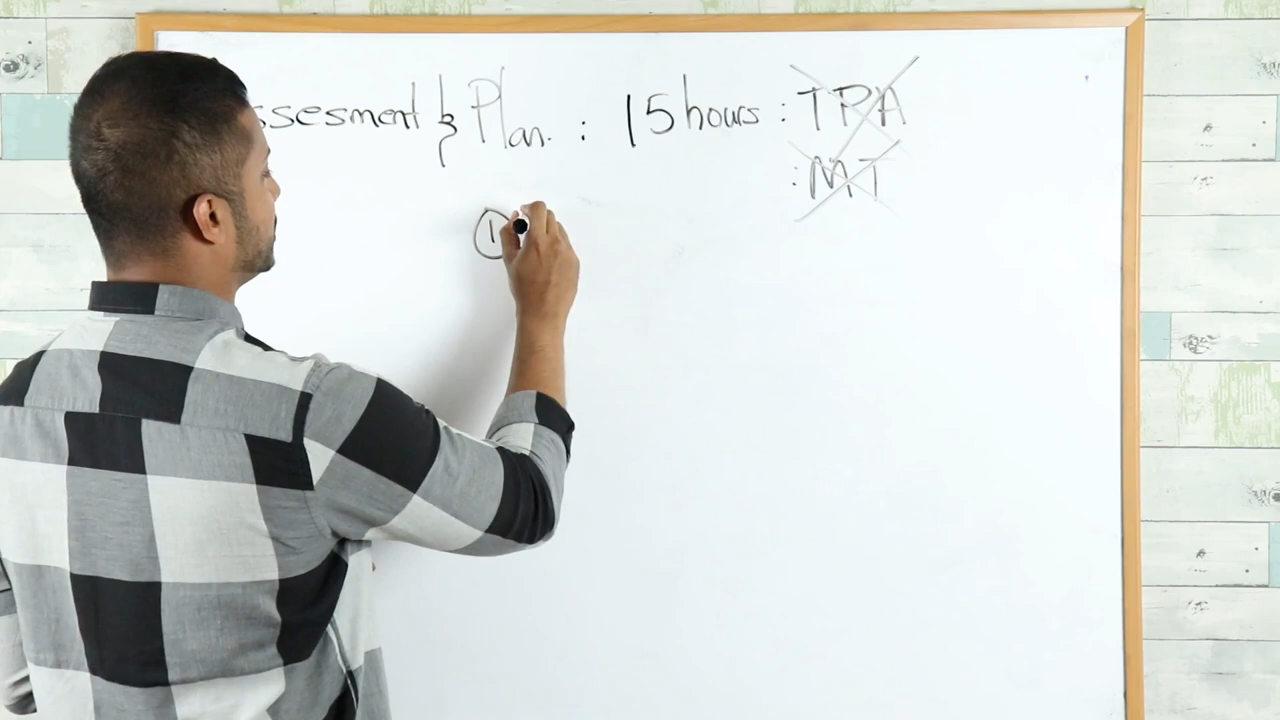 ssesment & Plan. : 15 hours : TPA
: MT
①